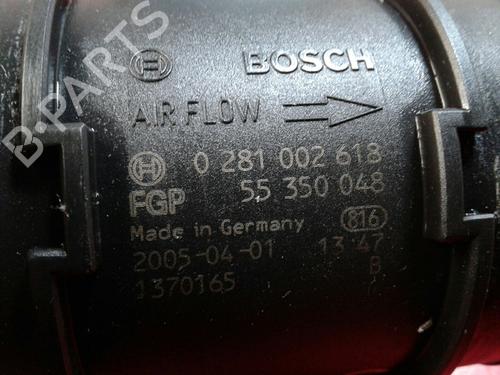 BOSCH
AIR FLOW
0 281 002 618
FGP 55 350 048
Made in Germany 816
2005-04-01 13:47
1370165 B
B-PARTS